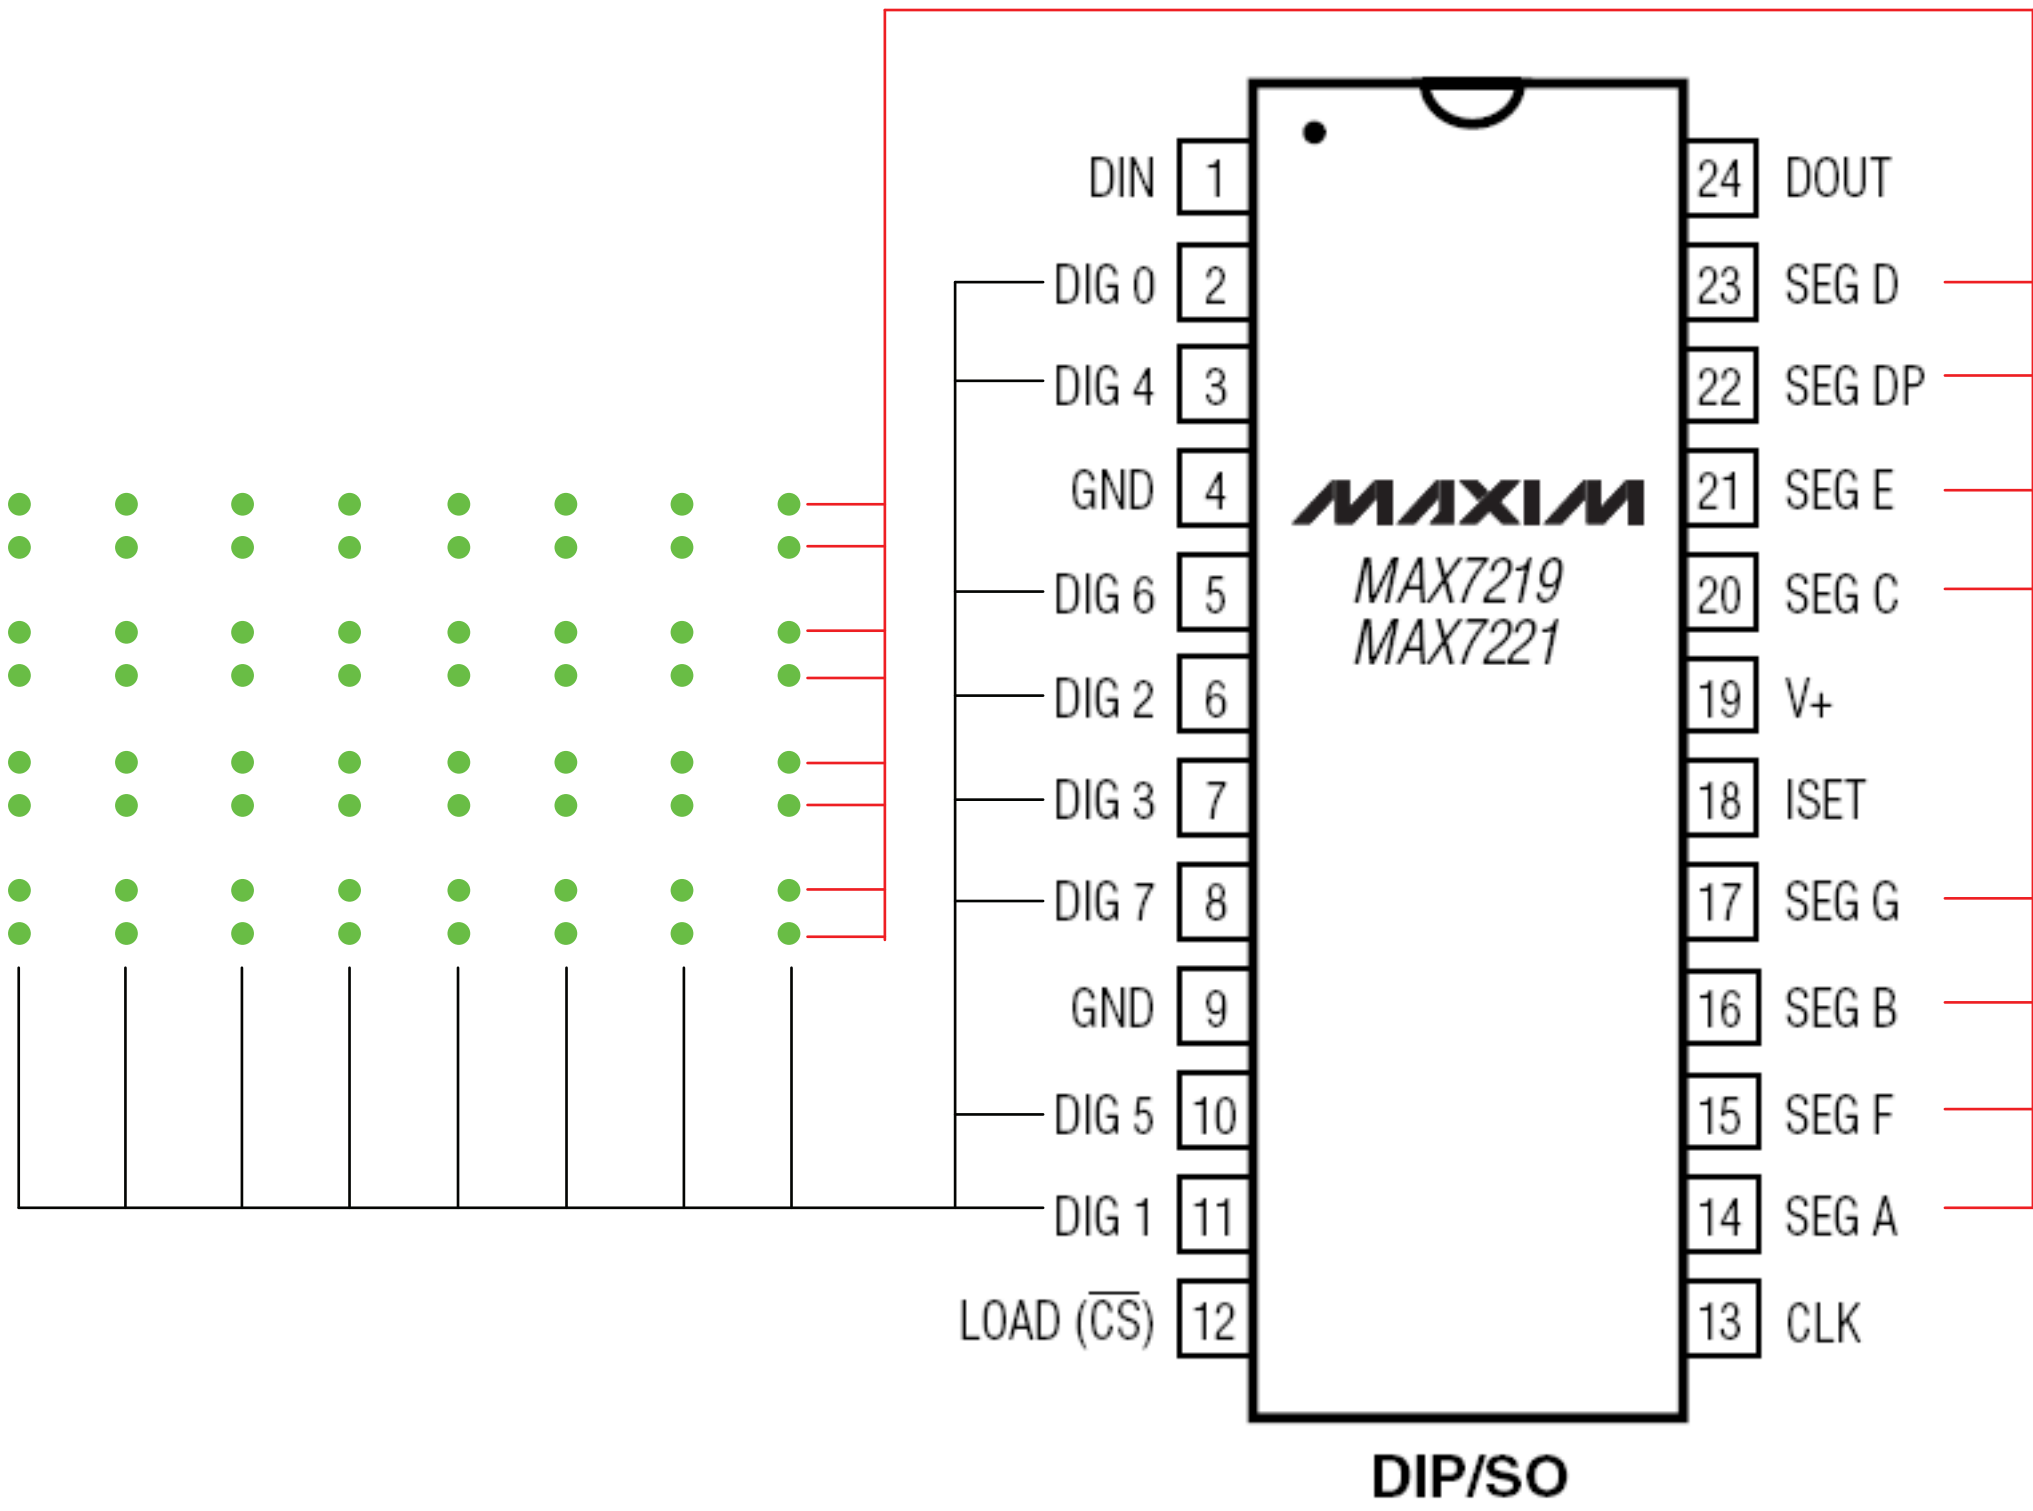 DIN 1 24 DOUT
DIG 0 2 23 SEG D
DIG 4 3 22 SEG DP
GND 4 21 SEG E
MAXIM
MAX7219
DIG 6 5 20 SEG C
MAX7221
DIG 2 6 19 V+
DIG 3 7 18 ISET
DIG 7 8 17 SEG G
GND 9 16 SEG B
DIG 5 10 15 SEG F
DIG 1 11 14 SEG A
LOAD (C̅S̅) 12 13 CLK
DIP/SO